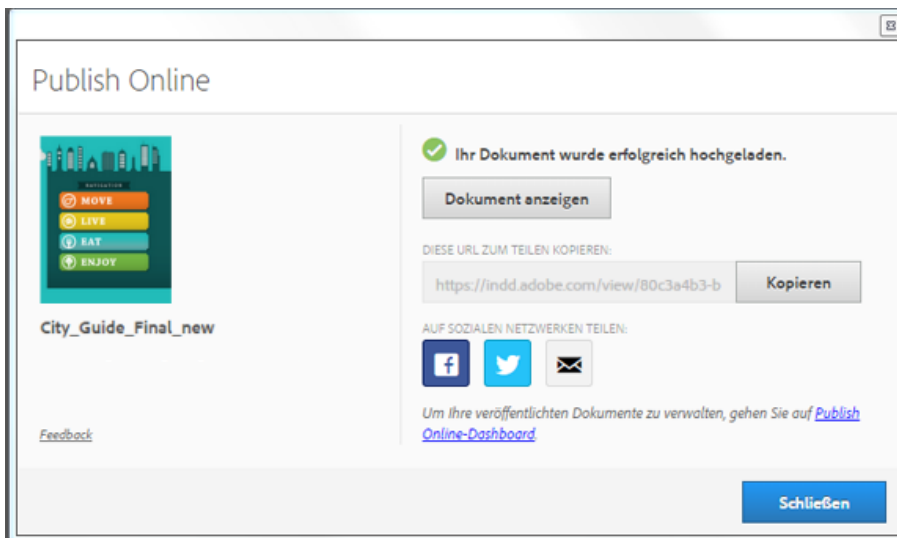 Publish Online
NAVIGATION
MOVE
LIVE
EAT
ENJOY
City_Guide_Final_new
Feedback
Ihr Dokument wurde erfolgreich hochgeladen.
Dokument anzeigen
DIESE URL ZUM TEILEN KOPIEREN:
https://indd.adobe.com/view/80c3a4b3-b
Kopieren
AUF SOZIALEN NETZWERKEN TEILEN:
Um Ihre veröffentlichten Dokumente zu verwalten, gehen Sie auf Publish
Online-Dashboard.
Schließen